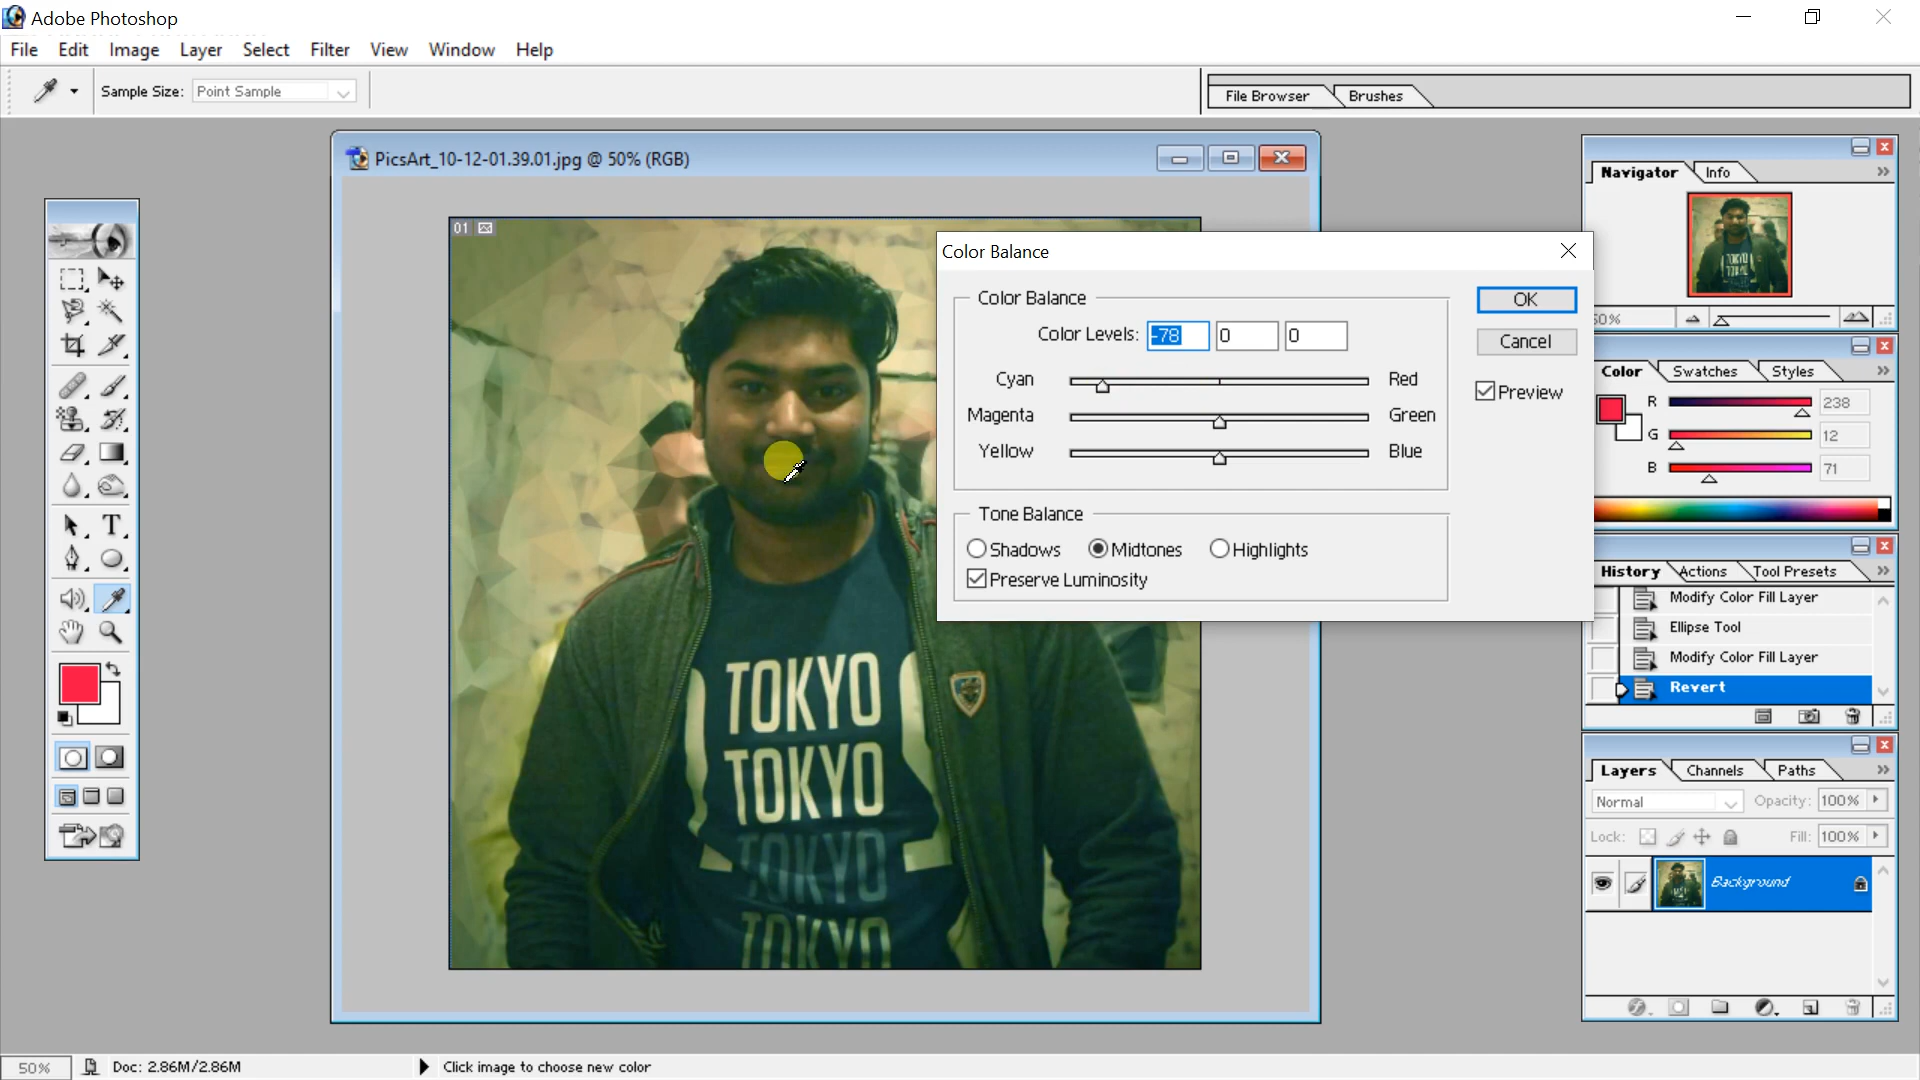 Adobe Photoshop
File Edit Image Layer Select Filter View Window Help
Sample Size: Point Sample
File Browser Brushes
PicsArt_10-12-01.39.01.jpg @ 50% (RGB)
01
Navigator Info
Color Balance
Color Balance
OK
Color Levels: -78 0 0
Cancel
Cyan Red
Preview
Magenta Green
Yellow Blue
Tone Balance
Shadows Midtones Highlights
Preserve Luminosity
50%
Color Swatches Styles
R 238
G 12
B 71
History Actions Tool Presets
Modify Color Fill Layer
Ellipse Tool
Modify Color Fill Layer
Revert
T
TOKYO
TOKYO
TOKYO
TOKYO
Layers Channels Paths
Normal Opacity: 100%
Lock: Fill: 100%
Background
50% Doc: 2.86M/2.86M Click image to choose new color